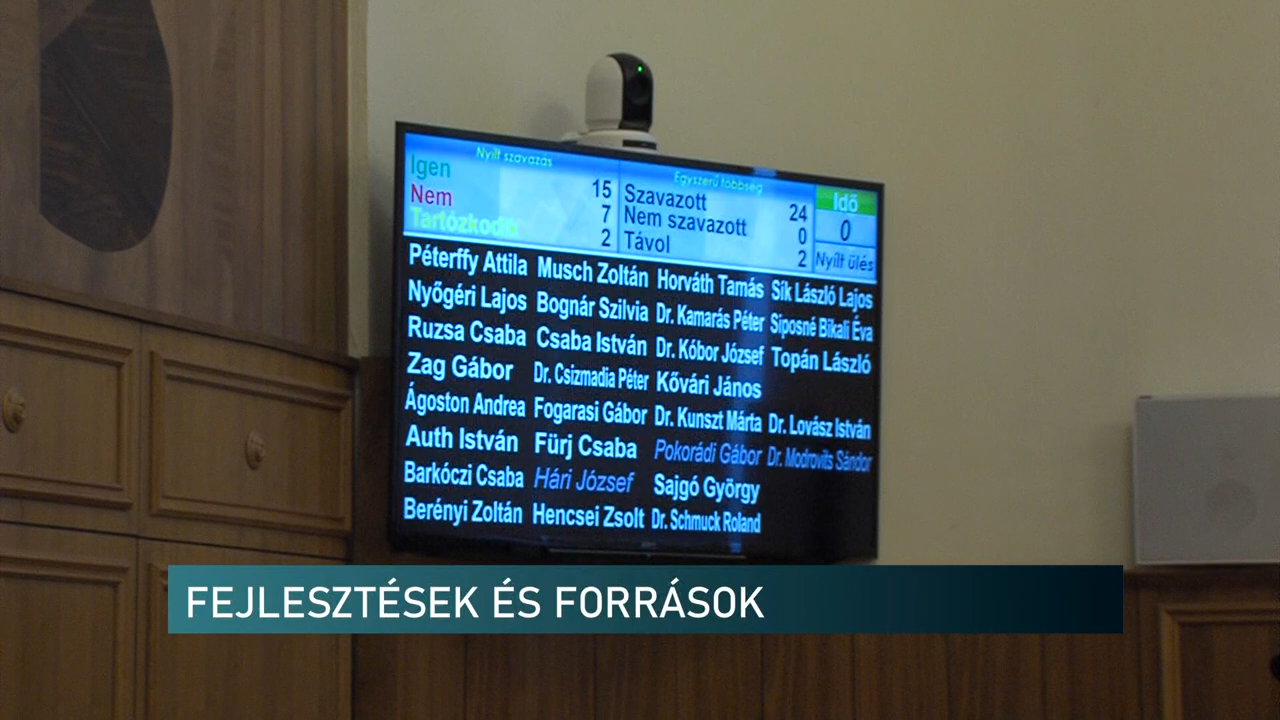 Nyílt szavazás
Igen 15
Nem 7
Tartózkodó 2
Egyszerű többség
Szavazott 24
Nem szavazott 0
Távol 2
Idő
0
Nyílt ülés
Péterffy Attila Musch Zoltán Horváth Tamás Sík László Lajos
Nyőgéri Lajos Bognár Szilvia Dr. Kamarás Péter Siposné Bikali Éva
Ruzsa Csaba Csaba István Dr. Kóbor József Topán László
Zag Gábor Dr. Csizmadia Péter Kővári János
Ágoston Andrea Fogarasi Gábor Dr. Kunszt Márta Dr. Lovász István
Auth István Fürj Csaba Pokorádi Gábor Dr. Modrovits Sándor
Barkóczi Csaba Hári József Sajgó György
Berényi Zoltán Hencsei Zsolt Dr. Schmuck Roland
FEJLESZTÉSEK ÉS FORRÁSOK